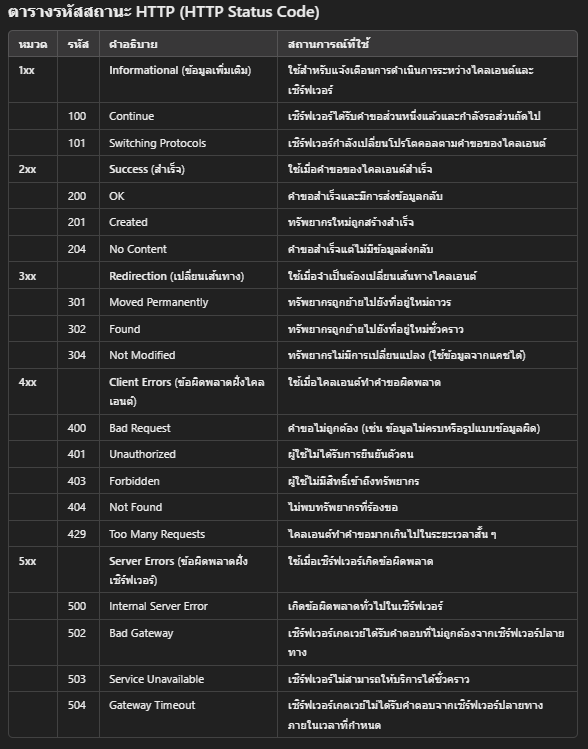 ตารางรหัสสถานะ HTTP (HTTP Status Code)
หมวด รหัส คำอธิบาย สถานการณ์ที่ใช้
1xx Informational (ข้อมูลเพิ่มเติม) ใช้สำหรับแจ้งเตือนการดำเนินการระหว่างไคลเอนต์และ
เซิร์ฟเวอร์
100 Continue เซิร์ฟเวอร์ได้รับคำขอส่วนหนึ่งแล้วและกำลังรอส่วนถัดไป
101 Switching Protocols เซิร์ฟเวอร์กำลังเปลี่ยนโปรโตคอลตามคำขอของไคลเอนต์
2xx Success (สำเร็จ) ใช้เมื่อคำขอของไคลเอนต์สำเร็จ
200 OK คำขอสำเร็จและมีการส่งข้อมูลกลับ
201 Created ทรัพยากรใหม่ถูกสร้างสำเร็จ
204 No Content คำขอสำเร็จแต่ไม่มีข้อมูลส่งกลับ
3xx Redirection (เปลี่ยนเส้นทาง) ใช้เมื่อจำเป็นต้องเปลี่ยนเส้นทางไคลเอนต์
301 Moved Permanently ทรัพยากรถูกย้ายไปยังที่อยู่ใหม่ถาวร
302 Found ทรัพยากรถูกย้ายไปยังที่อยู่ใหม่ชั่วคราว
304 Not Modified ทรัพยากรไม่มีการเปลี่ยนแปลง (ใช้ข้อมูลจากแคชได้)
4xx Client Errors (ข้อผิดพลาดฝั่งไคล ใช้เมื่อไคลเอนต์ทำคำขอผิดพลาด
เอนต์)
400 Bad Request คำขอไม่ถูกต้อง (เช่น ข้อมูลไม่ครบหรือรูปแบบข้อมูลผิด)
401 Unauthorized ผู้ใช้ไม่ได้รับการยืนยันตัวตน
403 Forbidden ผู้ใช้ไม่มีสิทธิ์เข้าถึงทรัพยากร
404 Not Found ไม่พบทรัพยากรที่ร้องขอ
429 Too Many Requests ไคลเอนต์ทำคำขอมากเกินไปในระยะเวลาสั้น ๆ
5xx Server Errors (ข้อผิดพลาดฝั่ง ใช้เมื่อเซิร์ฟเวอร์เกิดข้อผิดพลาด
เซิร์ฟเวอร์)
500 Internal Server Error เกิดข้อผิดพลาดทั่วไปในเซิร์ฟเวอร์
502 Bad Gateway เซิร์ฟเวอร์เกตเวย์ได้รับคำตอบที่ไม่ถูกต้องจากเซิร์ฟเวอร์ปลาย
ทาง
503 Service Unavailable เซิร์ฟเวอร์ไม่สามารถให้บริการได้ชั่วคราว
504 Gateway Timeout เซิร์ฟเวอร์เกตเวย์ไม่ได้รับคำตอบจากเซิร์ฟเวอร์ปลายทาง
ภายในเวลาที่กำหนด